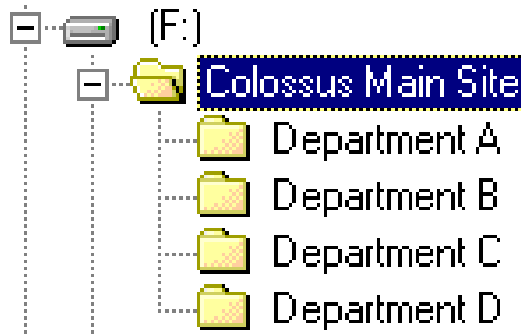 (F:)
Colossus Main Site
Department A
Department B
Department C
Department D